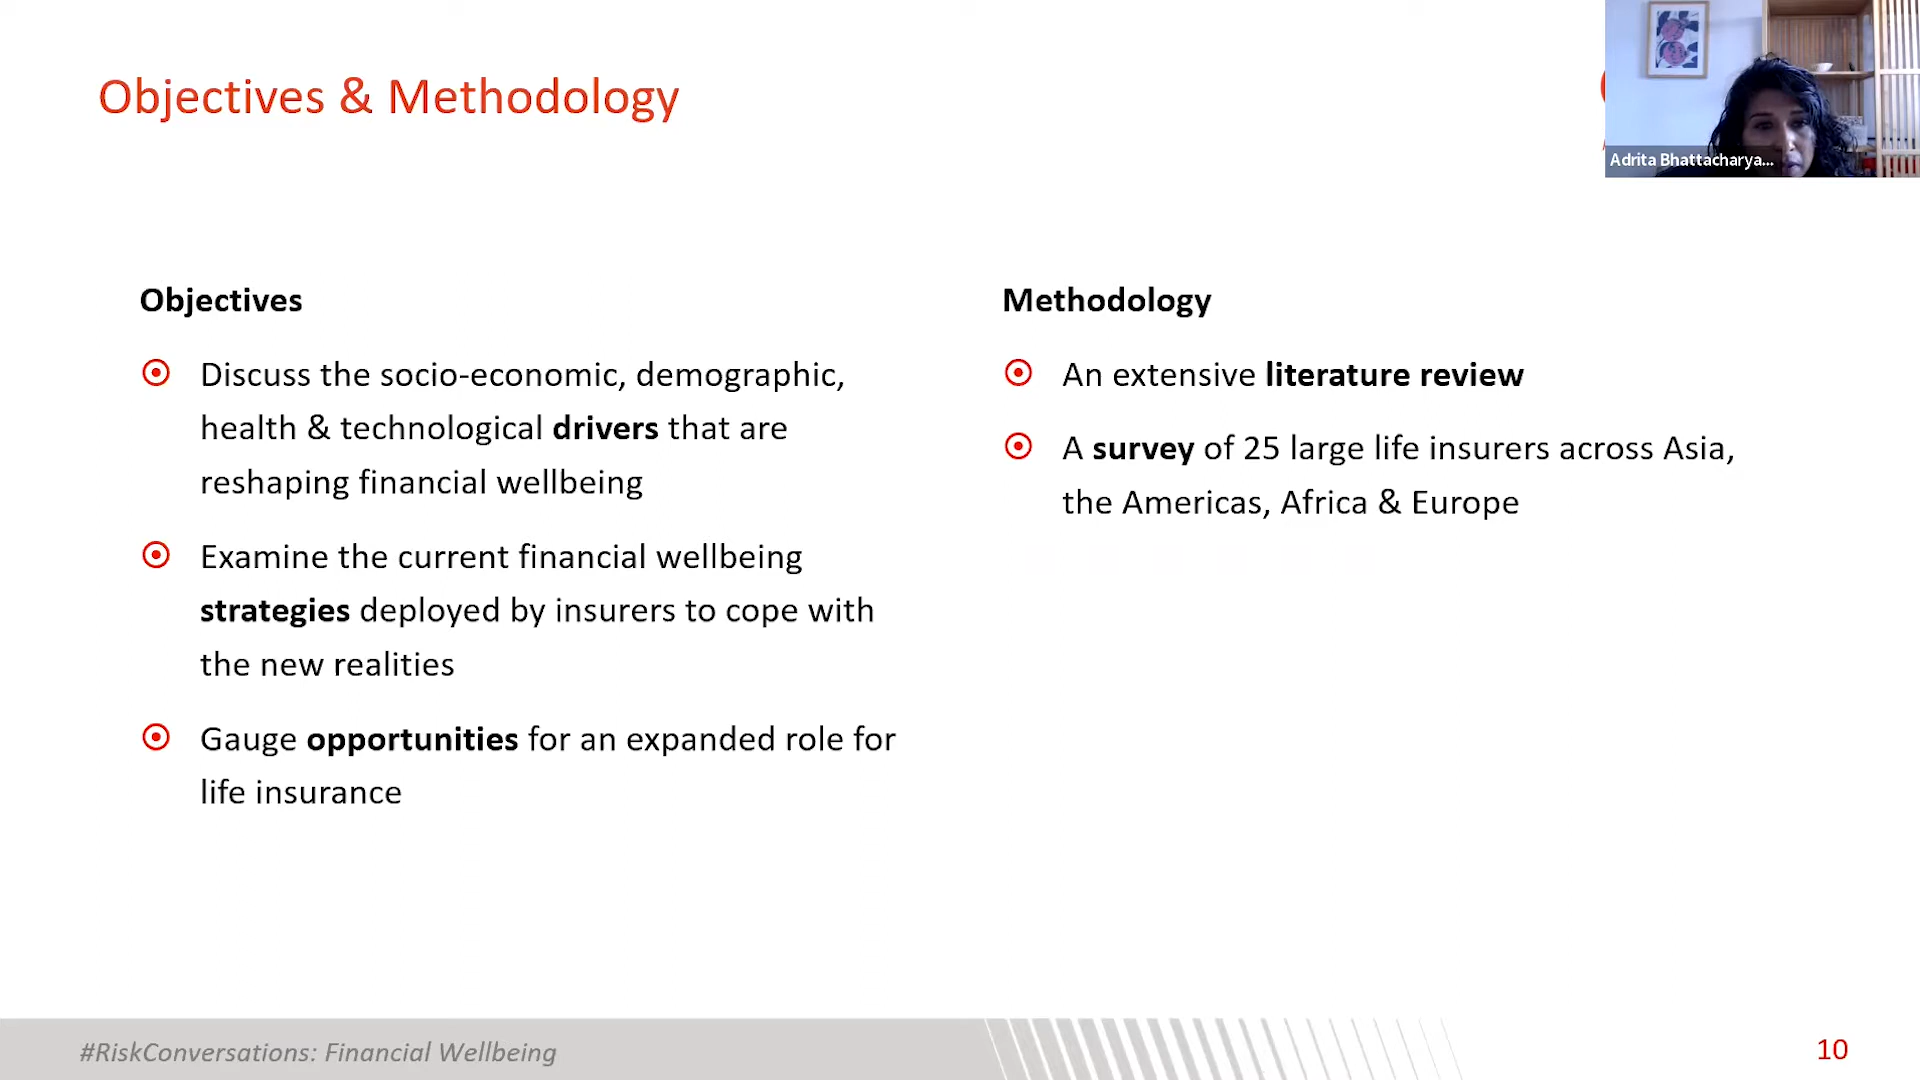 Objectives & Methodology
Adrita Bhattacharya...
Objectives
Discuss the socio-economic, demographic,
health & technological drivers that are
reshaping financial wellbeing
Examine the current financial wellbeing
strategies deployed by insurers to cope with
the new realities
Gauge opportunities for an expanded role for
life insurance
Methodology
An extensive literature review
A survey of 25 large life insurers across Asia,
the Americas, Africa & Europe
#RiskConversations: Financial Wellbeing
10